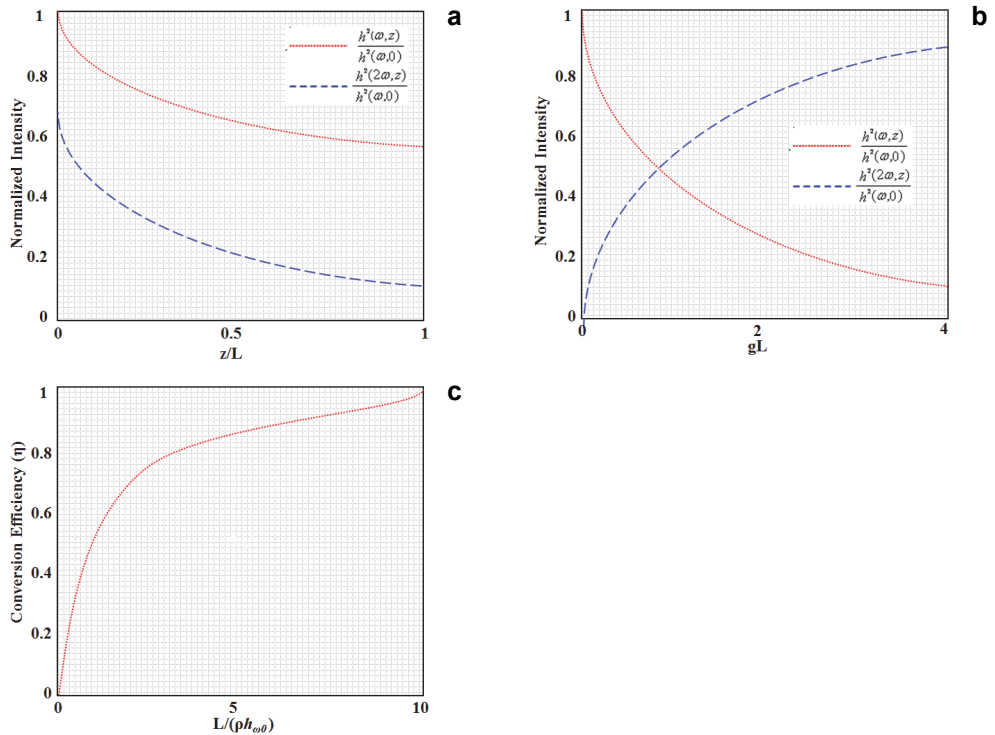 a
1
0.8
0.6
0.4
0.2
0
Normalized Intensity
h²(ω,z)
h²(ω,0)
h²(2ω,z)
h²(ω,0)
0
0.5
1
z/L
b
1
0.8
0.6
0.4
0.2
0
Normalized Intensity
h²(ω,z)
h²(ω,0)
h²(2ω,z)
h²(ω,0)
0
2
4
gL
c
1
0.8
0.6
0.4
0.2
0
Conversion Efficiency (η)
0
5
10
L/(ρhω0)